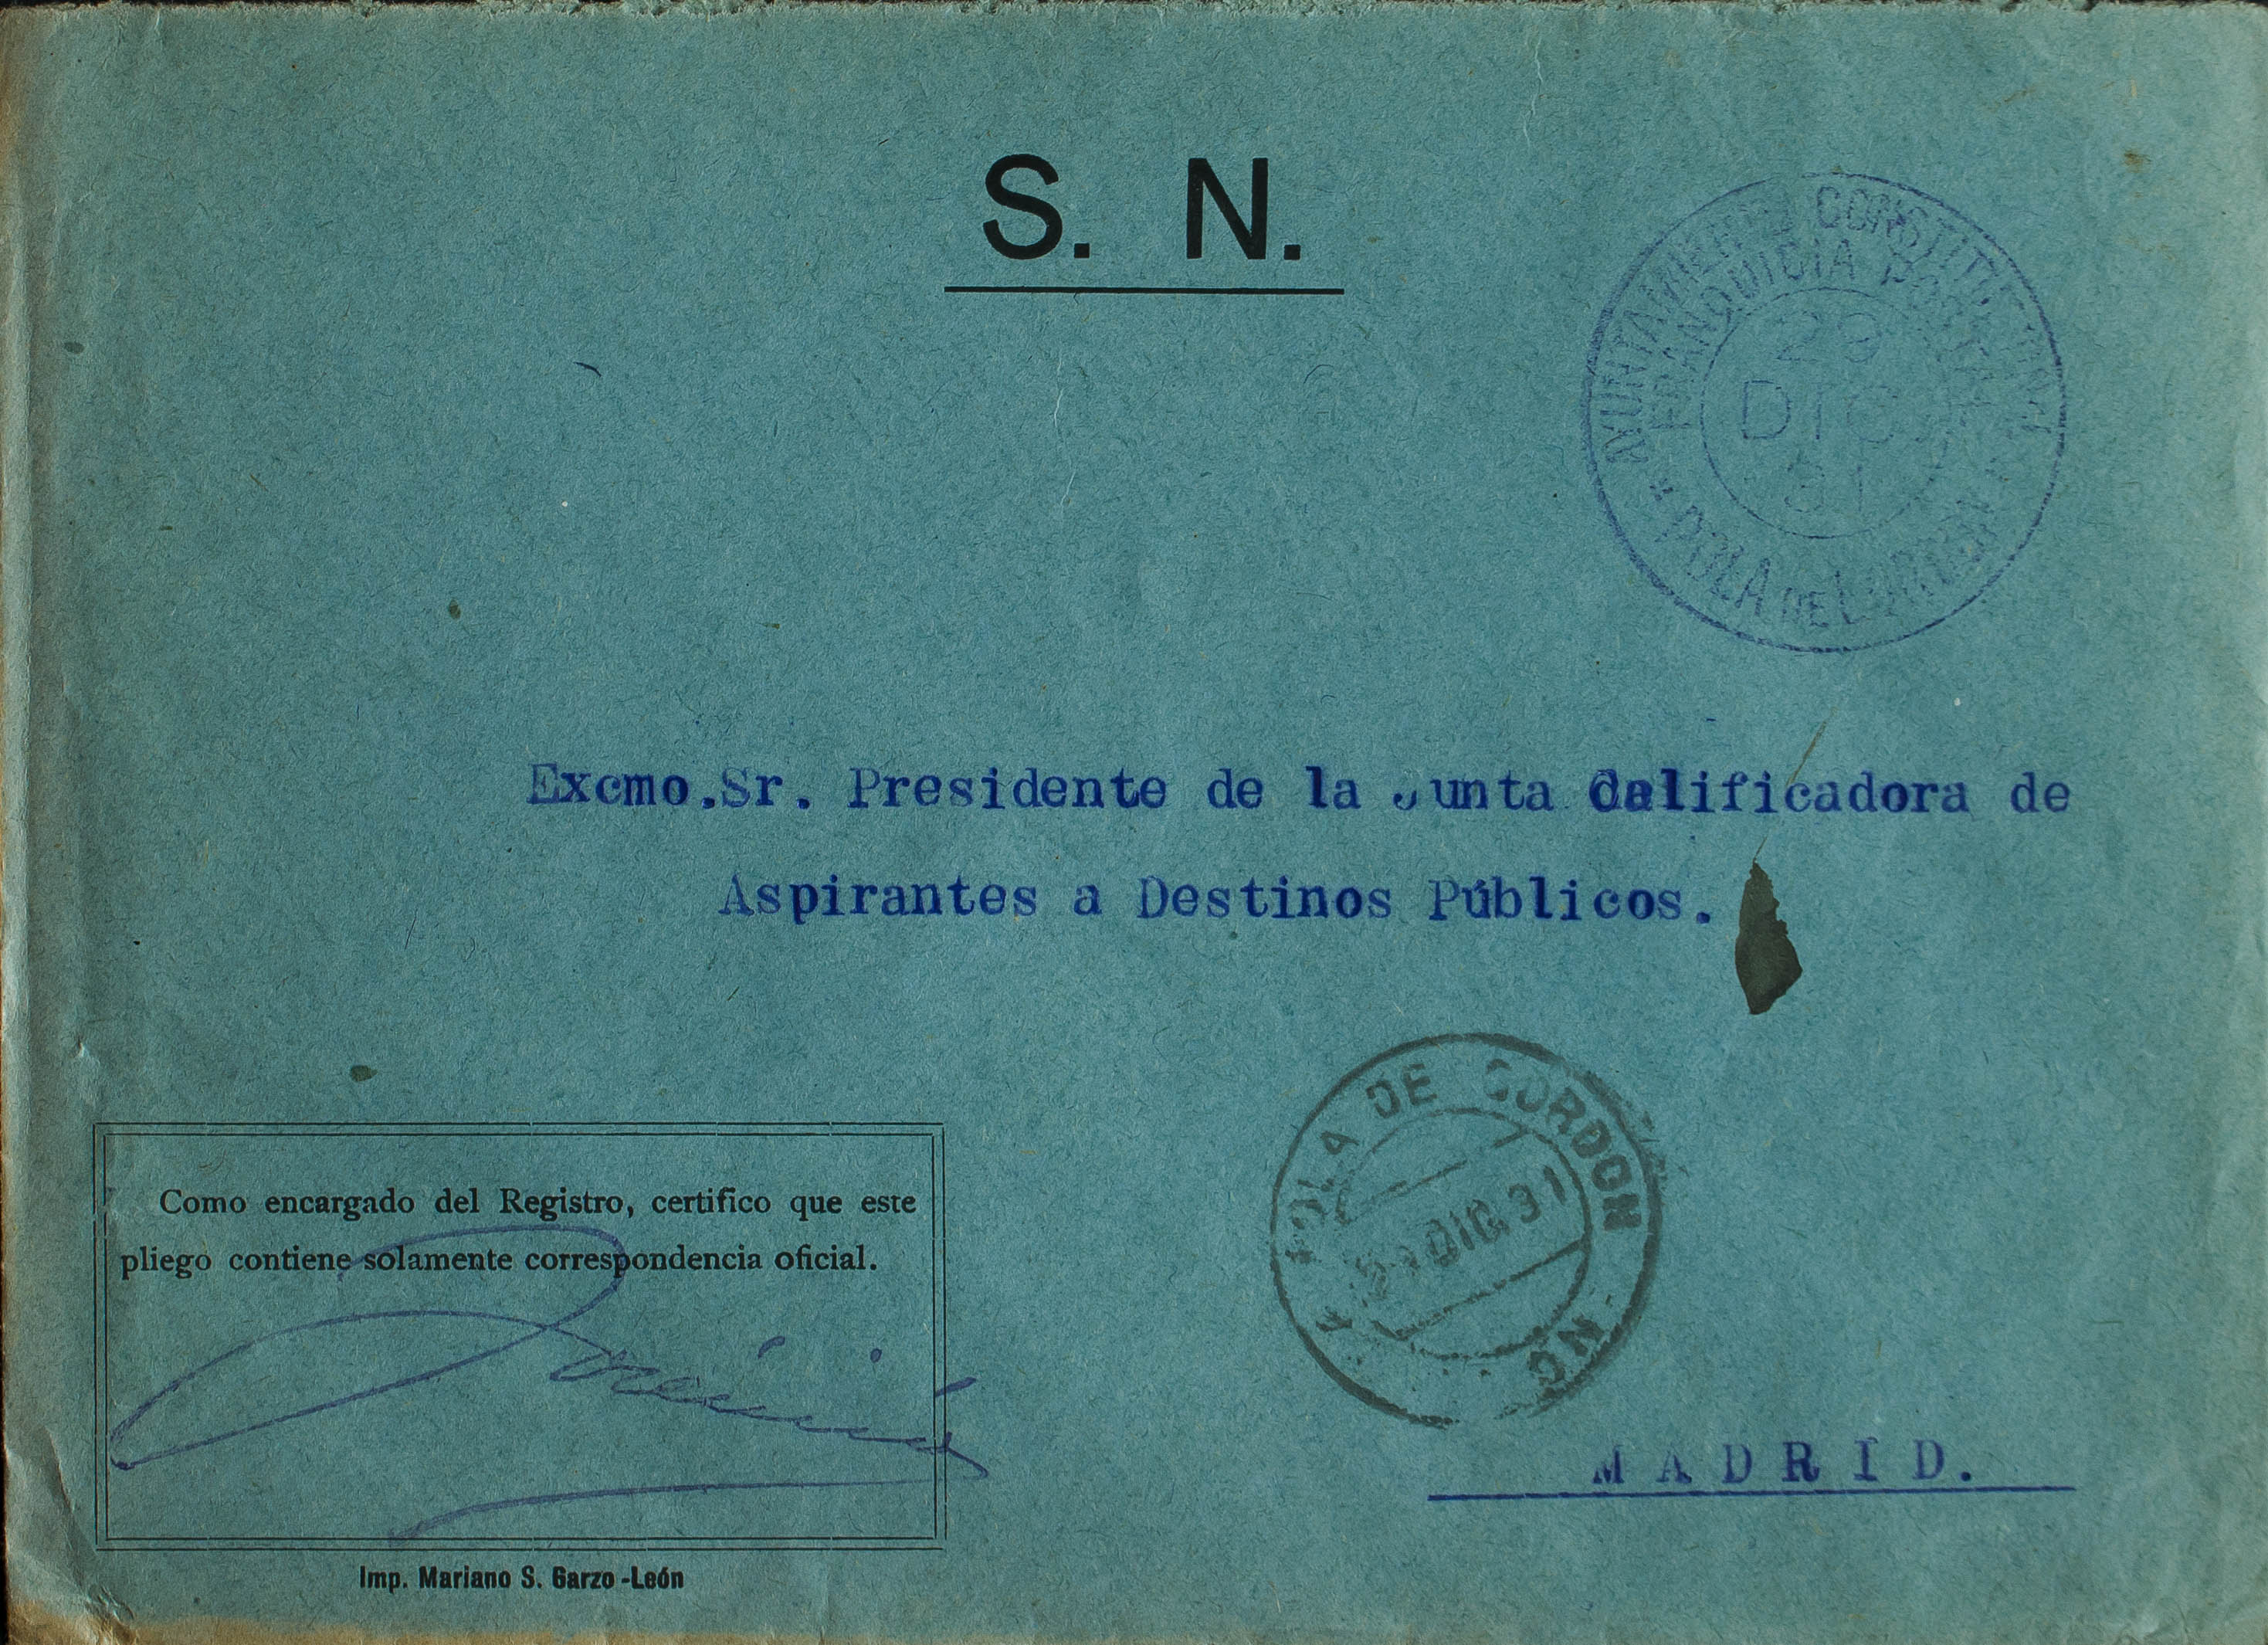 S. N.
AYUNTAMIENTO CONSTITUCIONAL
FRANQUICIA POSTAL
29
DIC.
31
POLA DE GORDON
Excmo.Sr. Presidente de la Junta Calificadora de
Aspirantes a Destinos Públicos.
POLA DE GORDON
DIC. 31
Como encargado del Registro, certifico que este
pliego contiene solamente correspondencia oficial.
MADRID.
Imp. Mariano S. Garzo-León